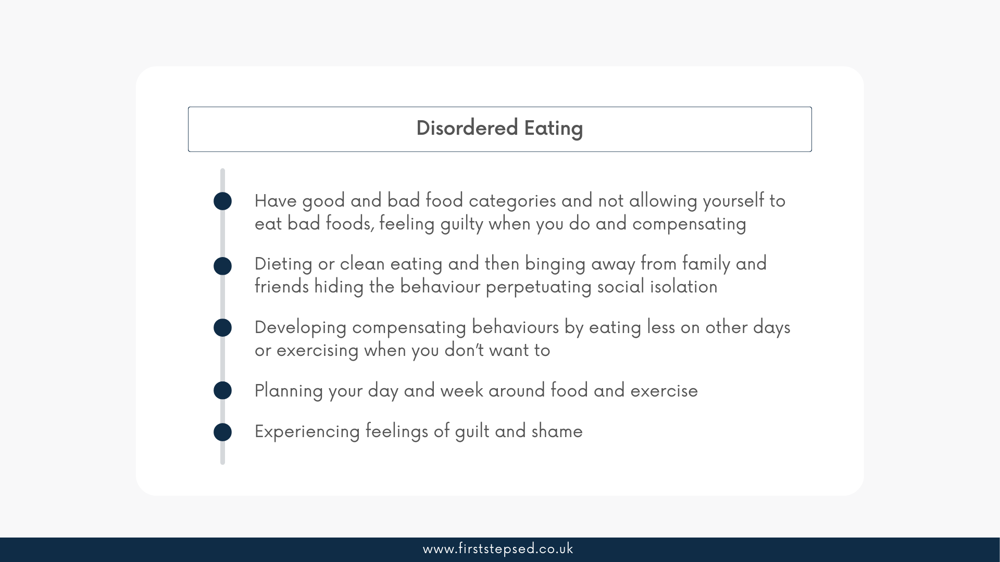 Disordered Eating
Have good and bad food categories and not allowing yourself to
eat bad foods, feeling guilty when you do and compensating
Dieting or clean eating and then binging away from family and
friends hiding the behaviour perpetuating social isolation
Developing compensating behaviours by eating less on other days
or exercising when you don’t want to
Planning your day and week around food and exercise
Experiencing feelings of guilt and shame
www.firststepsed.co.uk